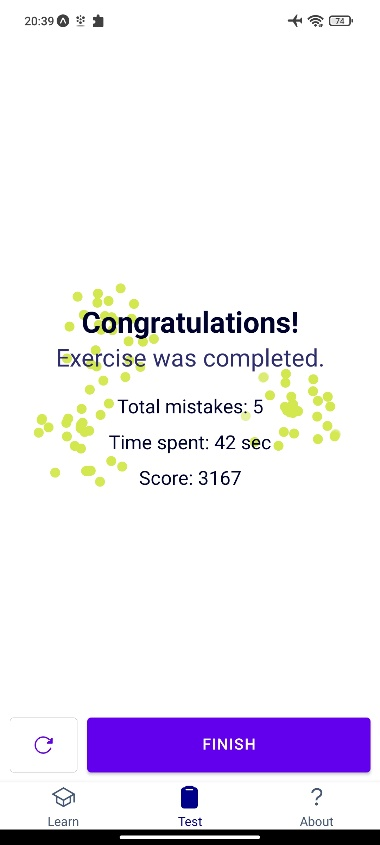 20:39
74
Congratulations!
Exercise was completed.
Total mistakes: 5
Time spent: 42 sec
Score: 3167
FINISH
Learn
Test
About